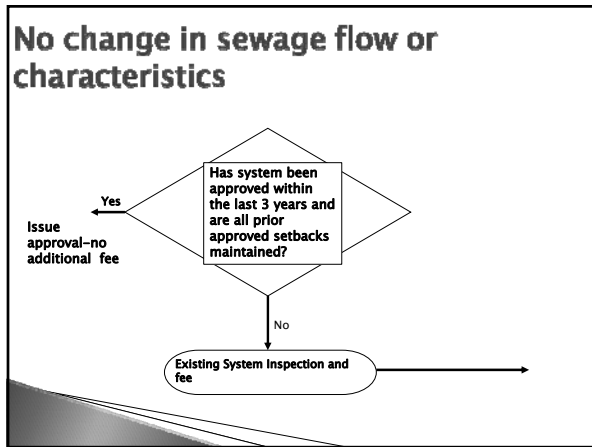 No change in sewage flow or
characteristics
Has system been
approved within
the last 3 years and
are all prior
approved setbacks
maintained?
Yes
Issue
approval-no
additional fee
No
Existing System Inspection and
fee